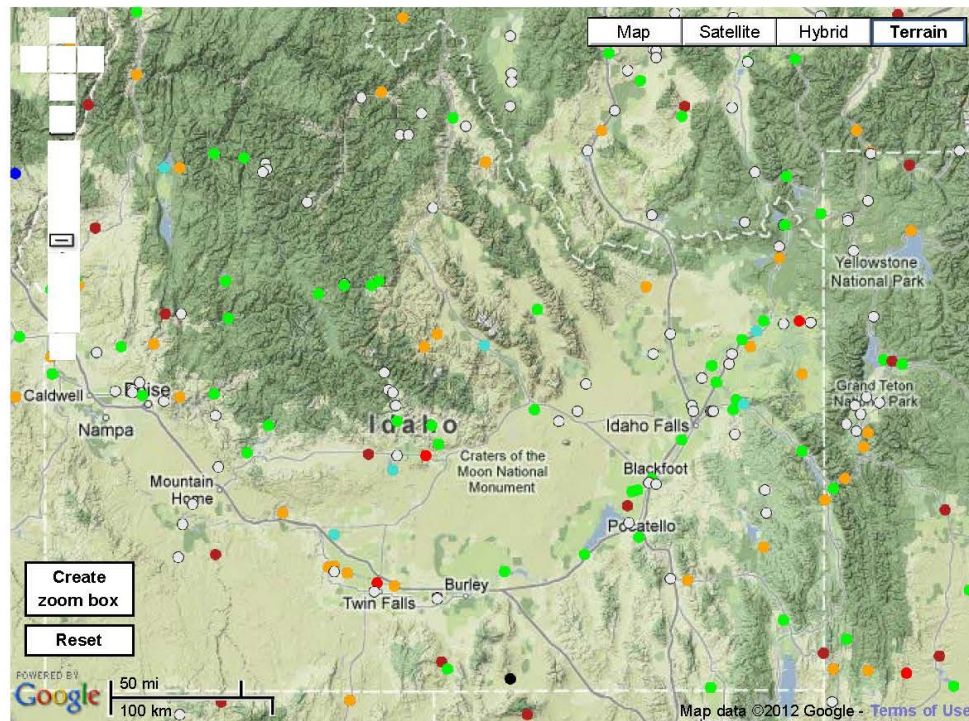 Map
Satellite
Hybrid
Terrain
Yellowstone
National Park
Grand Teton
National Park
Caldwell
Boise
Nampa
Idaho
Idaho Falls
Craters of the
Moon National
Monument
Blackfoot
Mountain
Home
Pocatello
Burley
Twin Falls
Create
zoom box
Reset
POWERED BY
Google
50 mi
100 km
Map data ©2012 Google - Terms of Use